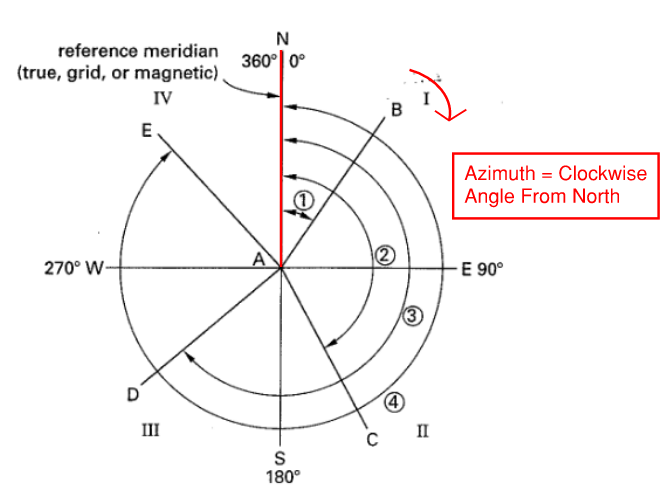 N
reference meridian
360° 0°
(true, grid, or magnetic)
IV
B
I
E
Azimuth = Clockwise
Angle From North
①
A
②
270° W
E 90°
③
D
④
III
C
II
S
180°